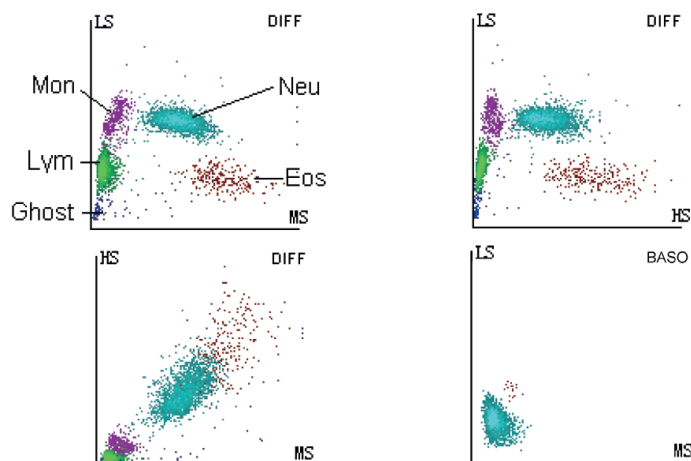 LS DIFF
Mon
Neu
Lym
Eos
Ghost
MS
LS DIFF
HS
HS DIFF
MS
LS BASO
MS